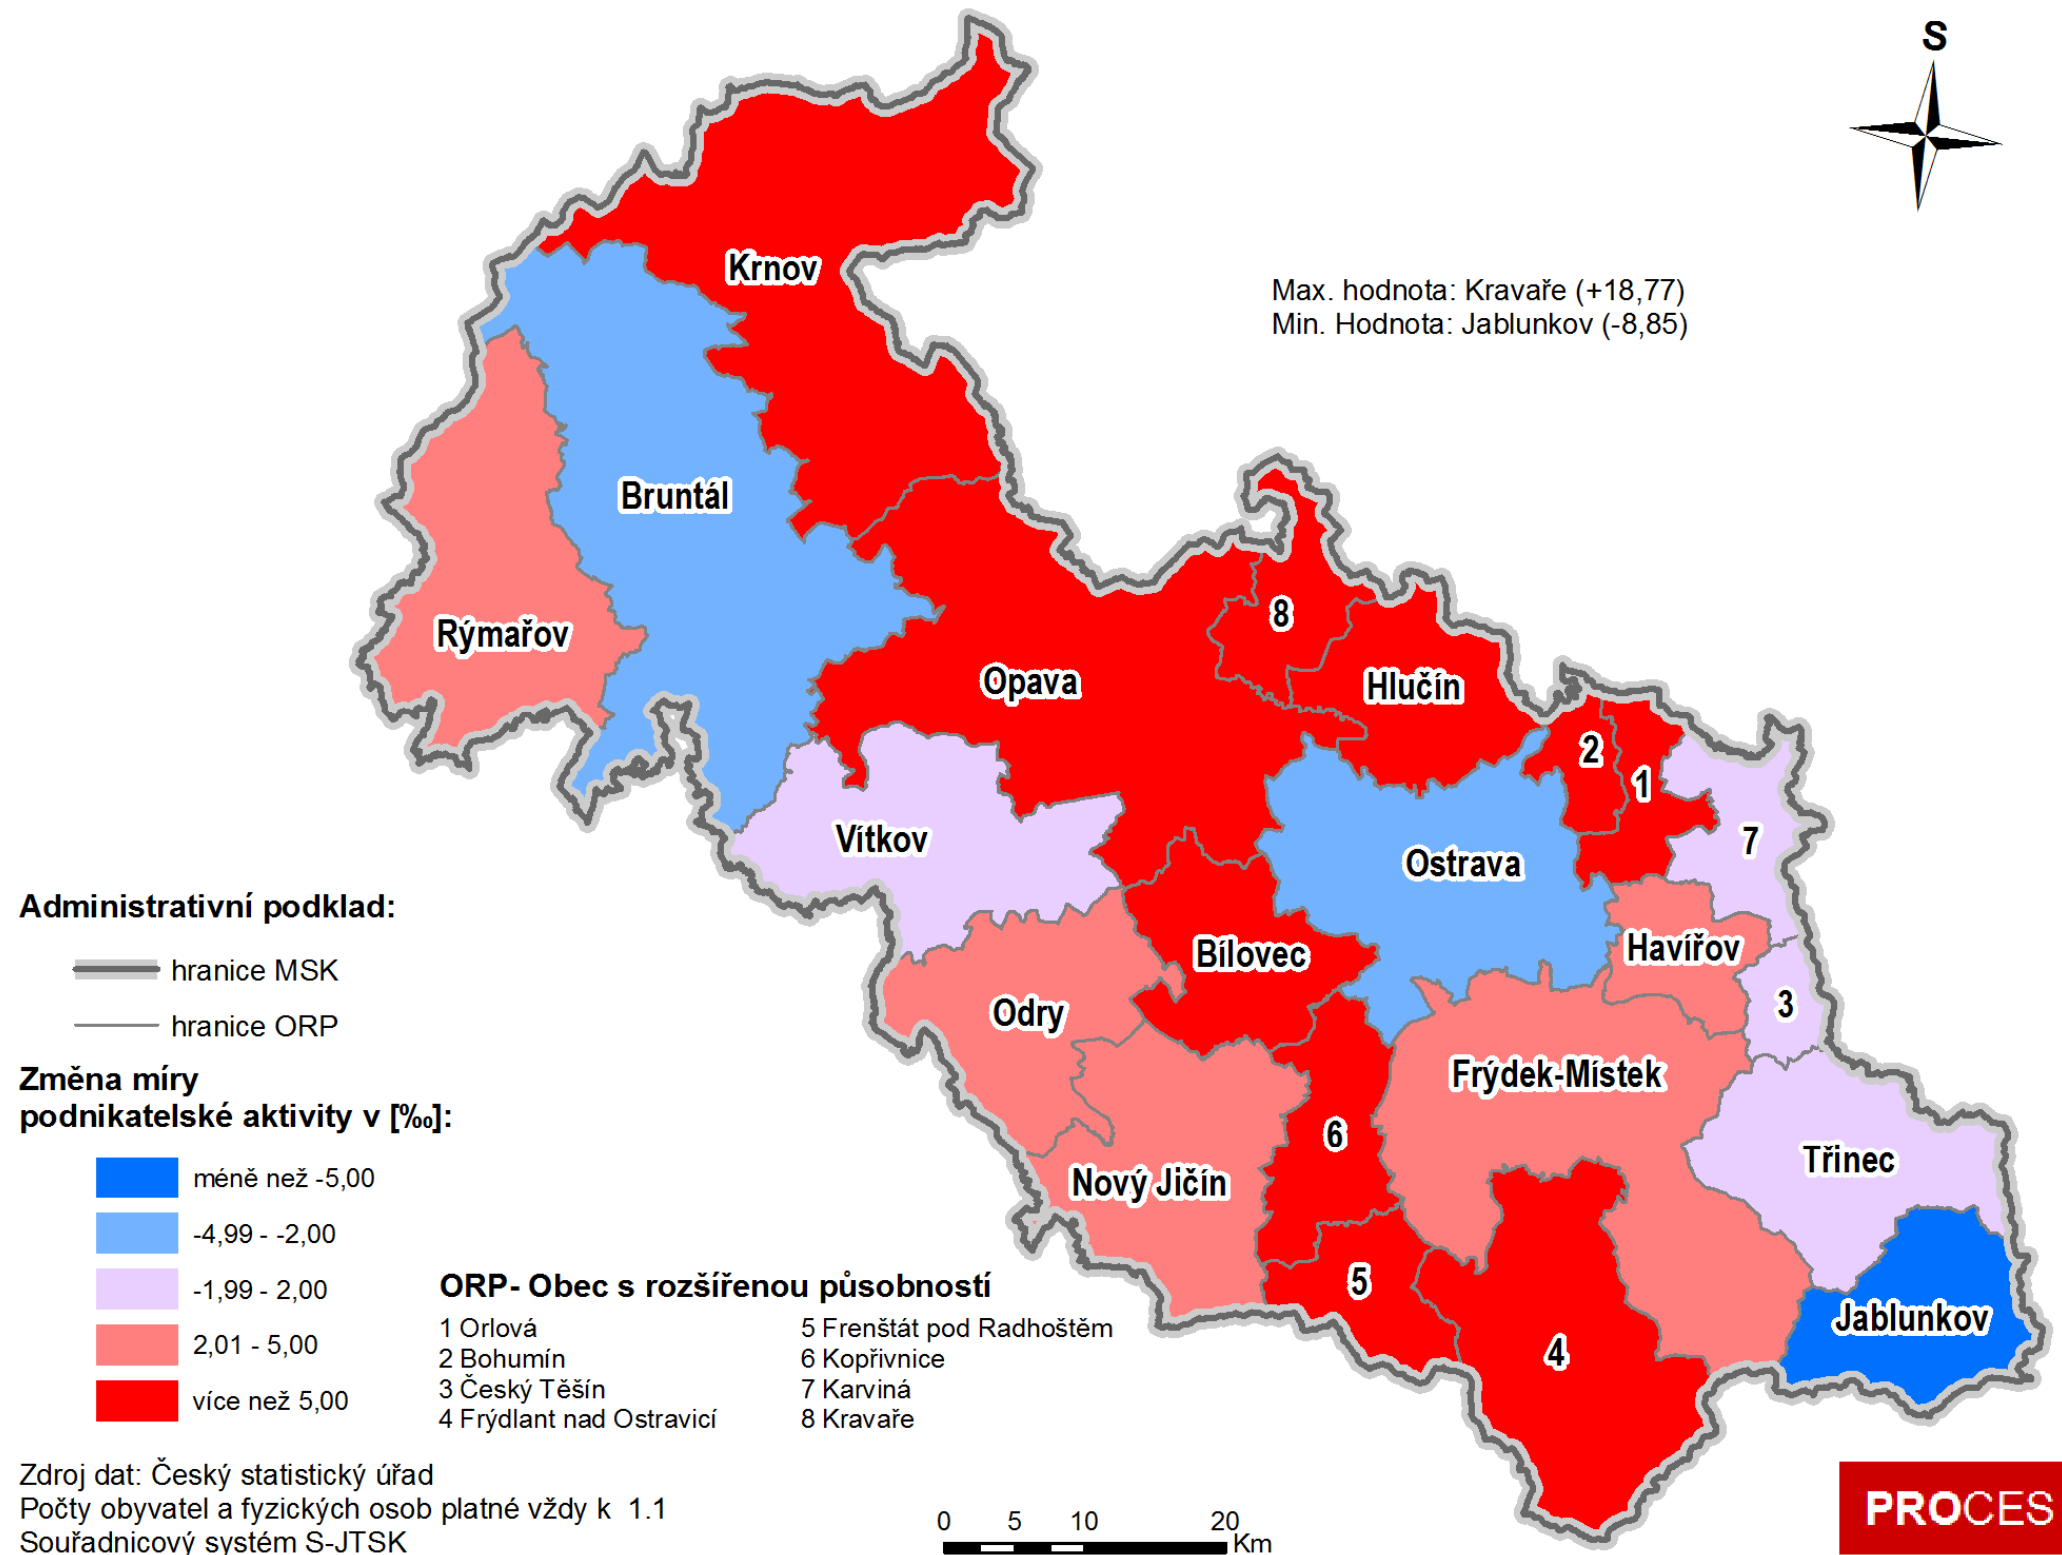 S
Krnov
Max. hodnota: Kravaře (+18,77)
Min. Hodnota: Jablunkov (-8,85)
Bruntál
8
Rýmařov
Opava
Hlučín
2
1
Vítkov
7
Ostrava
Administrativní podklad:
Bílovec
Havířov
hranice MSK
Odry
3
hranice ORP
Změna míry
podnikatelské aktivity v [‰]:
Frýdek-Místek
6
Třinec
méně než -5,00
Nový Jičín
-4,99 - -2,00
-1,99 - 2,00
2,01 - 5,00
více než 5,00
5
Jablunkov
4
ORP- Obec s rozšířenou působností
1 Orlová
2 Bohumín
3 Český Těšín
4 Frýdlant nad Ostravicí
5 Frenštát pod Radhoštěm
6 Kopřivnice
7 Karviná
8 Kravaře
Zdroj dat: Český statistický úřad
Počty obyvatel a fyzických osob platné vždy k 1.1
Souřadnicový systém S-JTSK
0 5 10 20
Km
PROCES